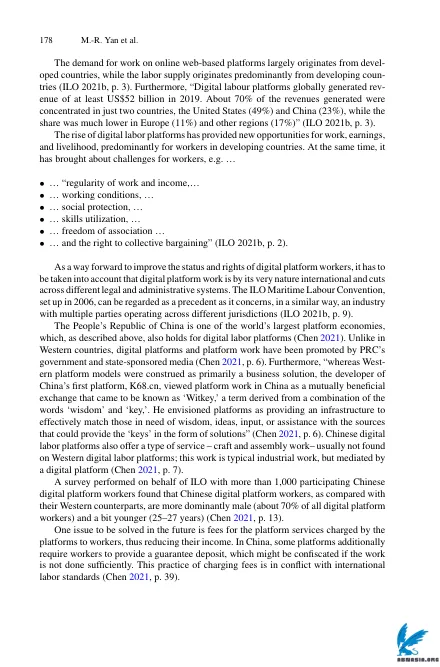 178 M.-R. Yan et al.
The demand for work on online web-based platforms largely originates from devel-
oped countries, while the labor supply originates predominantly from developing coun-
tries (ILO 2021b, p. 3). Furthermore, “Digital labour platforms globally generated rev-
enue of at least US$52 billion in 2019. About 70% of the revenues generated were
concentrated in just two countries, the United States (49%) and China (23%), while the
share was much lower in Europe (11%) and other regions (17%)” (ILO 2021b, p. 3).
The rise of digital labor platforms has provided new opportunities for work, earnings,
and livelihood, predominantly for workers in developing countries. At the same time, it
has brought about challenges for workers, e.g. …
• … “regularity of work and income,…
• … working conditions, …
• … social protection, …
• … skills utilization, …
• … freedom of association …
• … and the right to collective bargaining” (ILO 2021b, p. 2).
As a way forward to improve the status and rights of digital platform workers, it has to
be taken into account that digital platform work is by its very nature international and cuts
across different legal and administrative systems. The ILO Maritime Labour Convention,
set up in 2006, can be regarded as a precedent as it concerns, in a similar way, an industry
with multiple parties operating across different jurisdictions (ILO 2021b, p. 9).
The People’s Republic of China is one of the world’s largest platform economies,
which, as described above, also holds for digital labor platforms (Chen 2021). Unlike in
Western countries, digital platforms and platform work have been promoted by PRC’s
government and state-sponsored media (Chen 2021, p. 6). Furthermore, “whereas West-
ern platform models were construed as primarily a business solution, the developer of
China’s first platform, K68.cn, viewed platform work in China as a mutually beneficial
exchange that came to be known as ‘Witkey,’ a term derived from a combination of the
words ‘wisdom’ and ‘key,’. He envisioned platforms as providing an infrastructure to
effectively match those in need of wisdom, ideas, input, or assistance with the sources
that could provide the ‘keys’ in the form of solutions” (Chen 2021, p. 6). Chinese digital
labor platforms also offer a type of service – craft and assembly work– usually not found
on Western digital labor platforms; this work is typical industrial work, but mediated by
a digital platform (Chen 2021, p. 7).
A survey performed on behalf of ILO with more than 1,000 participating Chinese
digital platform workers found that Chinese digital platform workers, as compared with
their Western counterparts, are more dominantly male (about 70% of all digital platform
workers) and a bit younger (25–27 years) (Chen 2021, p. 13).
One issue to be solved in the future is fees for the platform services charged by the
platforms to workers, thus reducing their income. In China, some platforms additionally
require workers to provide a guarantee deposit, which might be confiscated if the work
is not done sufficiently. This practice of charging fees is in conflict with international
labor standards (Chen 2021, p. 39).